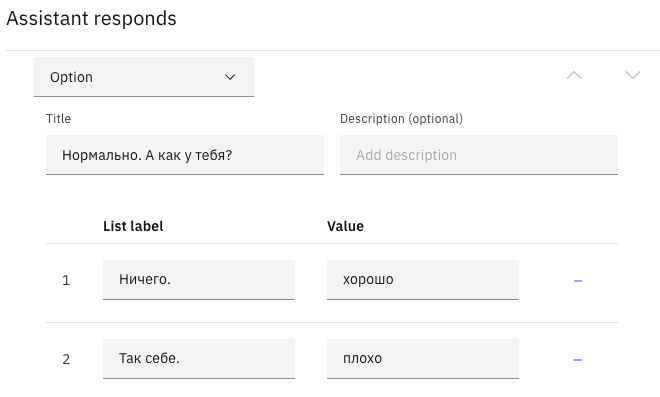 Assistant responds
Option
Title Description (optional)
Нормально. А как у тебя? Add description
List label Value
1 Ничего. хорошо
2 Так себе. плохо